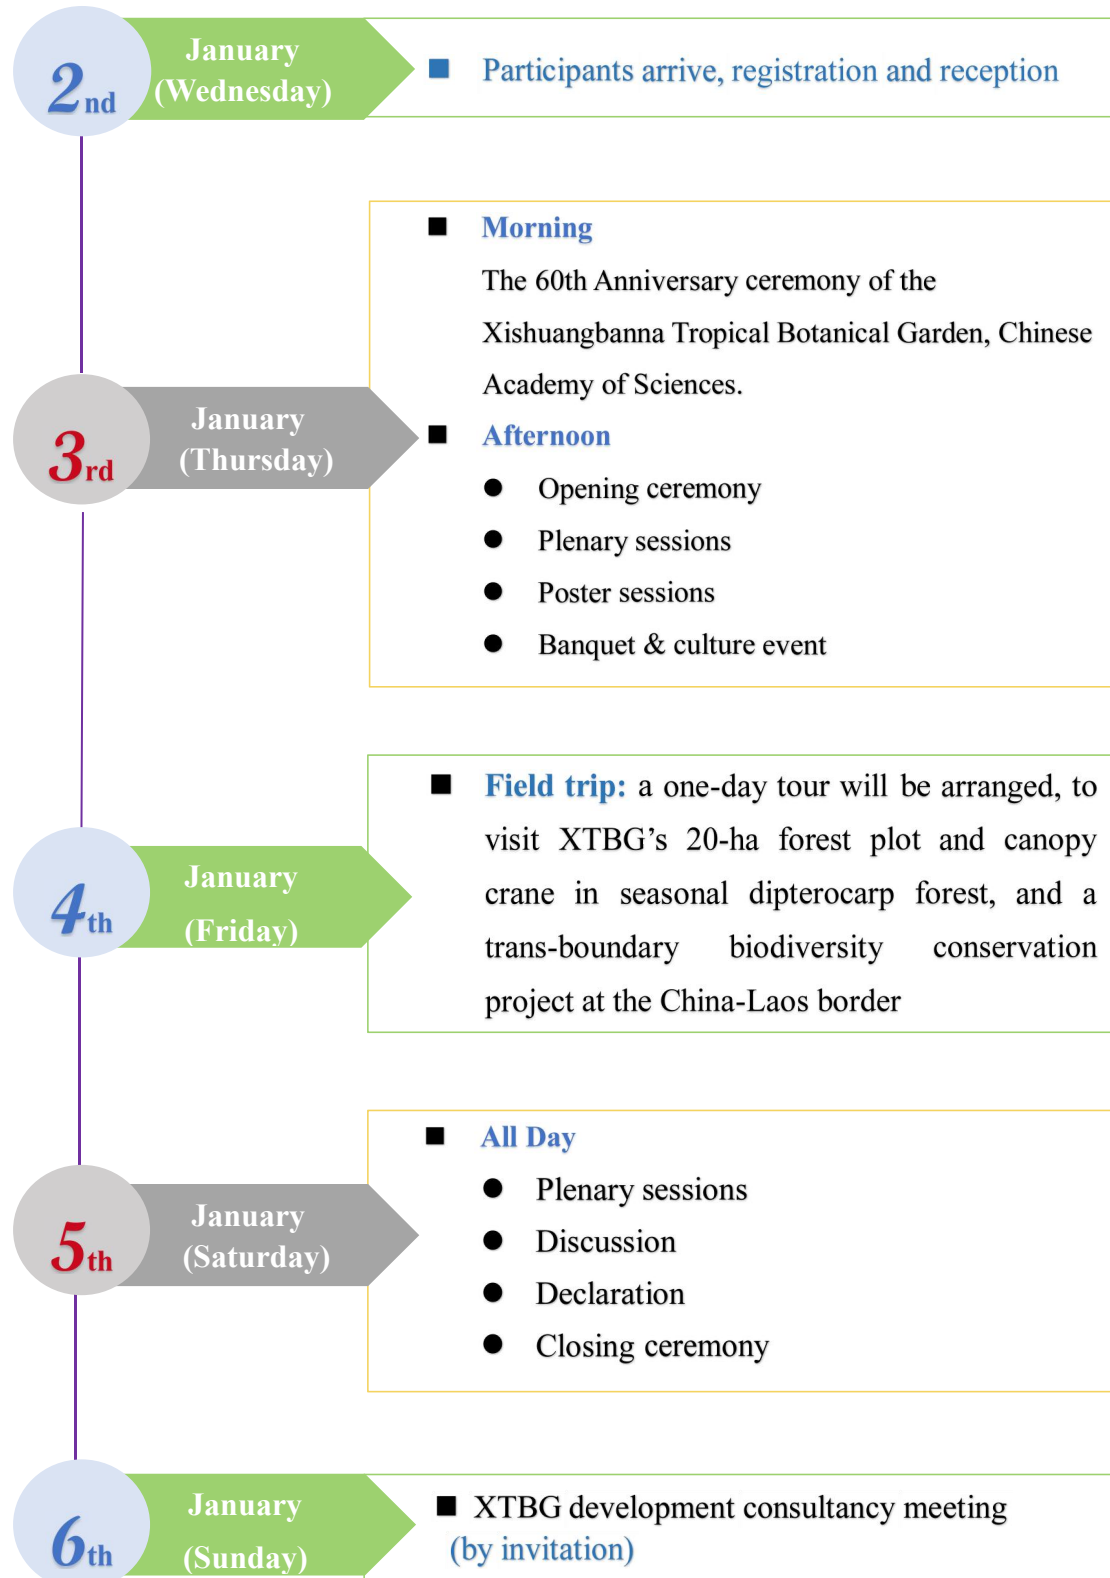 2nd
January
(Wednesday)
■ Participants arrive, registration and reception
3rd
January
(Thursday)
■ Morning
The 60th Anniversary ceremony of the
Xishuangbanna Tropical Botanical Garden, Chinese
Academy of Sciences.
■ Afternoon
● Opening ceremony
● Plenary sessions
● Poster sessions
● Banquet & culture event
4th
January
(Friday)
■ Field trip: a one-day tour will be arranged, to
visit XTBG’s 20-ha forest plot and canopy
crane in seasonal dipterocarp forest, and a
trans-boundary biodiversity conservation
project at the China-Laos border
5th
January
(Saturday)
■ All Day
● Plenary sessions
● Discussion
● Declaration
● Closing ceremony
6th
January
(Sunday)
■ XTBG development consultancy meeting
(by invitation)